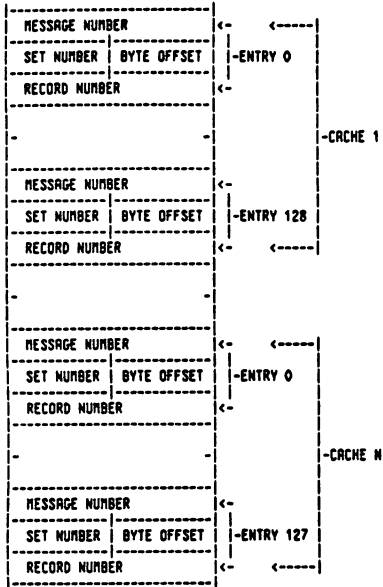 MESSAGE NUMBER
SET NUMBER | BYTE OFFSET -ENTRY 0
RECORD NUMBER
-CACHE 1
MESSAGE NUMBER
SET NUMBER | BYTE OFFSET -ENTRY 128
RECORD NUMBER
MESSAGE NUMBER
SET NUMBER | BYTE OFFSET -ENTRY 0
RECORD NUMBER
-CACHE N
MESSAGE NUMBER
SET NUMBER | BYTE OFFSET -ENTRY 127
RECORD NUMBER